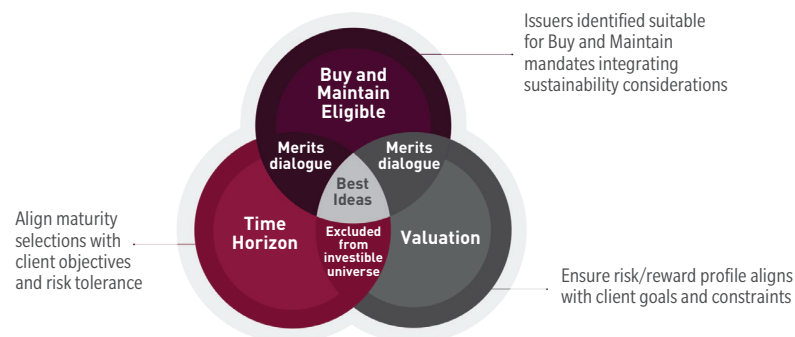 Issuers identified suitable
for Buy and Maintain
mandates integrating
sustainability considerations
Buy and
Maintain
Eligible
Merits
dialogue
Merits
dialogue
Best
Ideas
Align maturity
selections with
client objectives
and risk tolerance
Time
Horizon
Excluded
from
investible
universe
Valuation
Ensure risk/reward profile aligns
with client goals and constraints